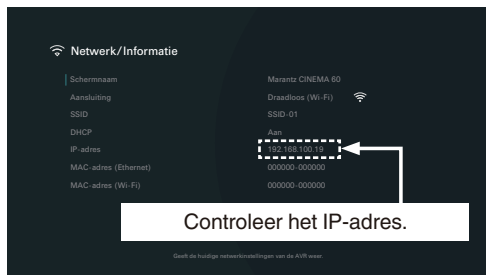 Netwerk/Informatie
Schermnaam Marantz CINEMA 60
Aansluiting Draadloos (Wi-Fi)
SSID SSID-01
DHCP Aan
IP-adres 192.168.100.19
MAC-adres (Ethernet) 000000-000000
MAC-adres (Wi-Fi) 000000-000000
Controleer het IP-adres.
Geeft de huidige netwerkinstellingen van de AVR weer.